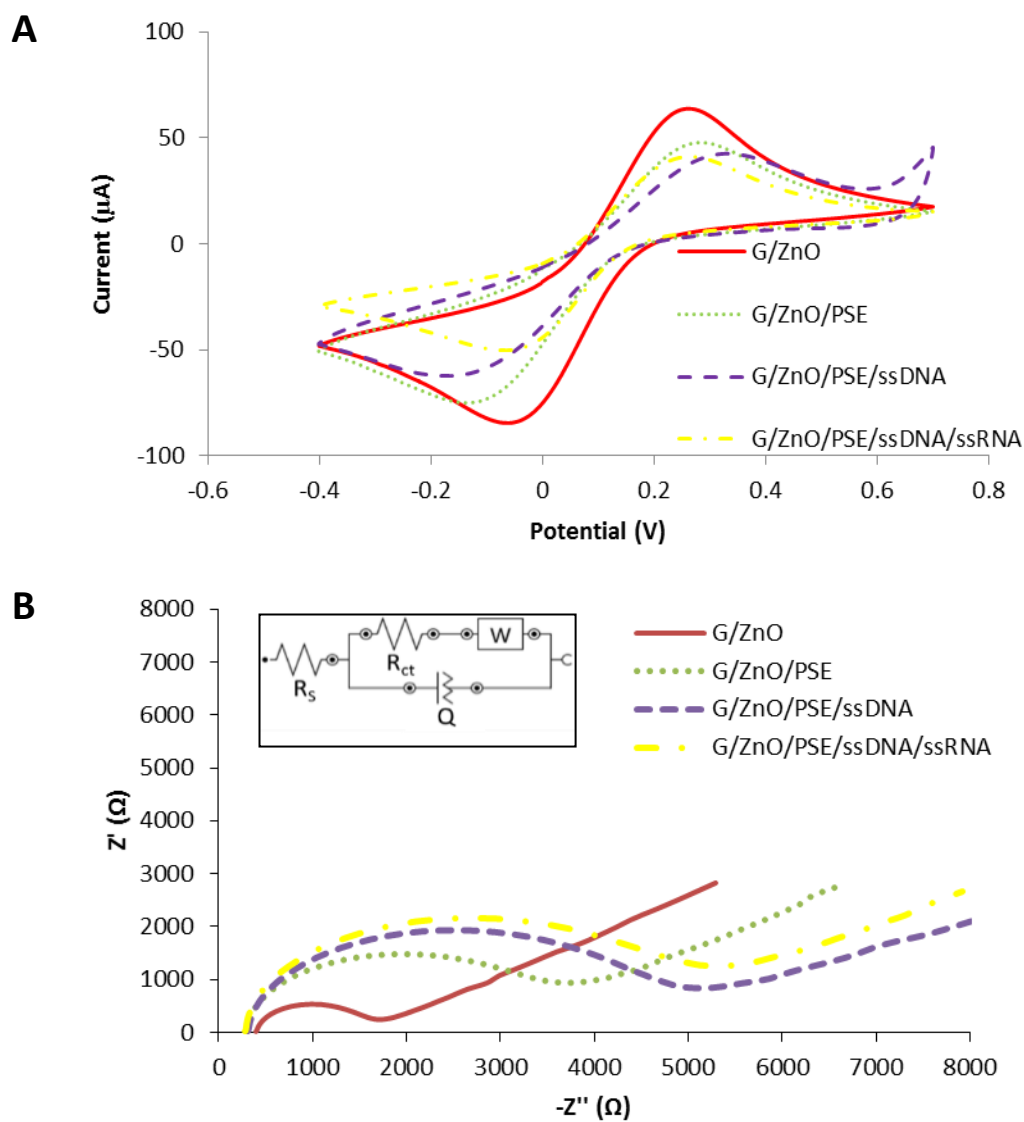 A
100
50
0
-50
-100
Current (μA)
-0.6 -0.4 -0.2 0 0.2 0.4 0.6 0.8
Potential (V)
G/ZnO
G/ZnO/PSE
G/ZnO/PSE/ssDNA
G/ZnO/PSE/ssDNA/ssRNA
B
8000
7000
6000
5000
4000
3000
2000
1000
0
Z' (Ω)
0 1000 2000 3000 4000 5000 6000 7000 8000
-Z'' (Ω)
Rs
Rct
W
Q
G/ZnO
G/ZnO/PSE
G/ZnO/PSE/ssDNA
G/ZnO/PSE/ssDNA/ssRNA